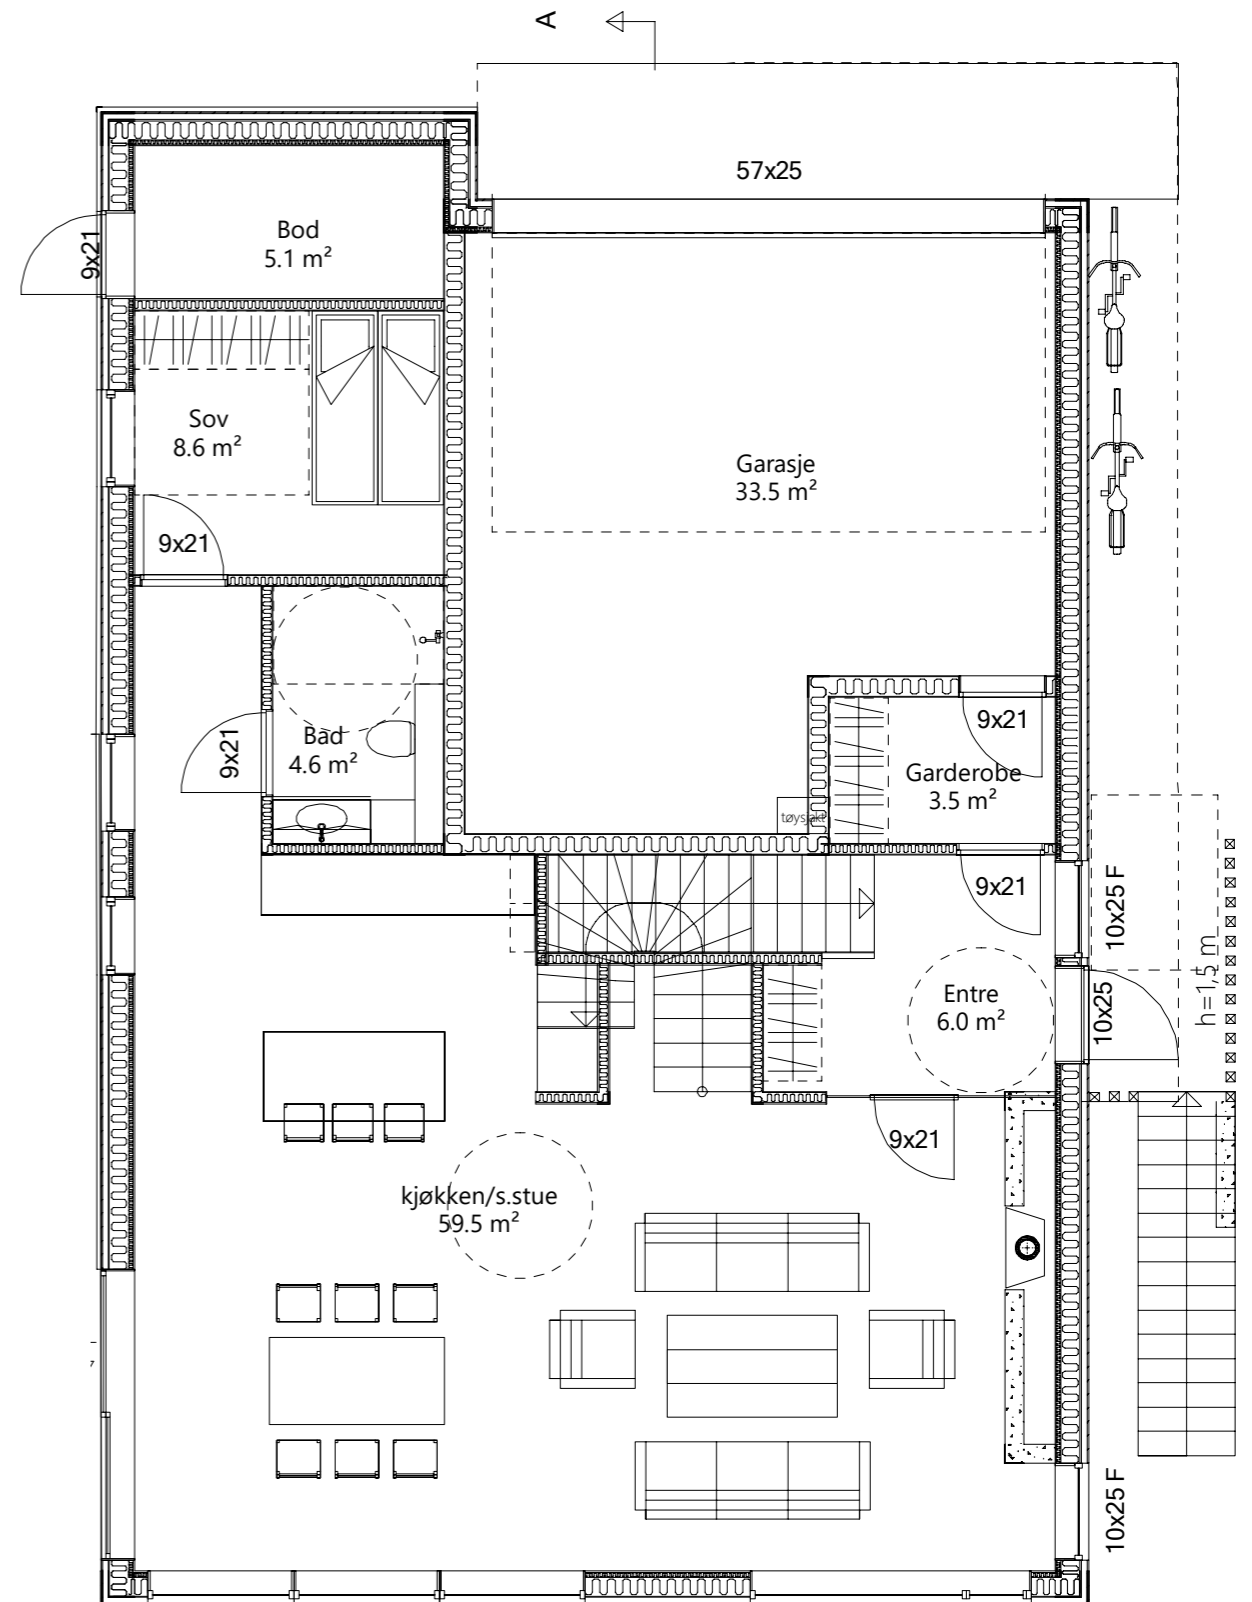 A
57x25
Bod
5.1 m²
9x21
Sov
8.6 m²
9x21
Garasje
33.5 m²
9x21
Bad
4.6 m²
9x21
Garderobe
3.5 m²
tøysjakt
9x21
10x25 F
Entre
6.0 m²
10x25
h=1,5 m
9x21
kjøkken/s.stue
59.5 m²
10x25 F